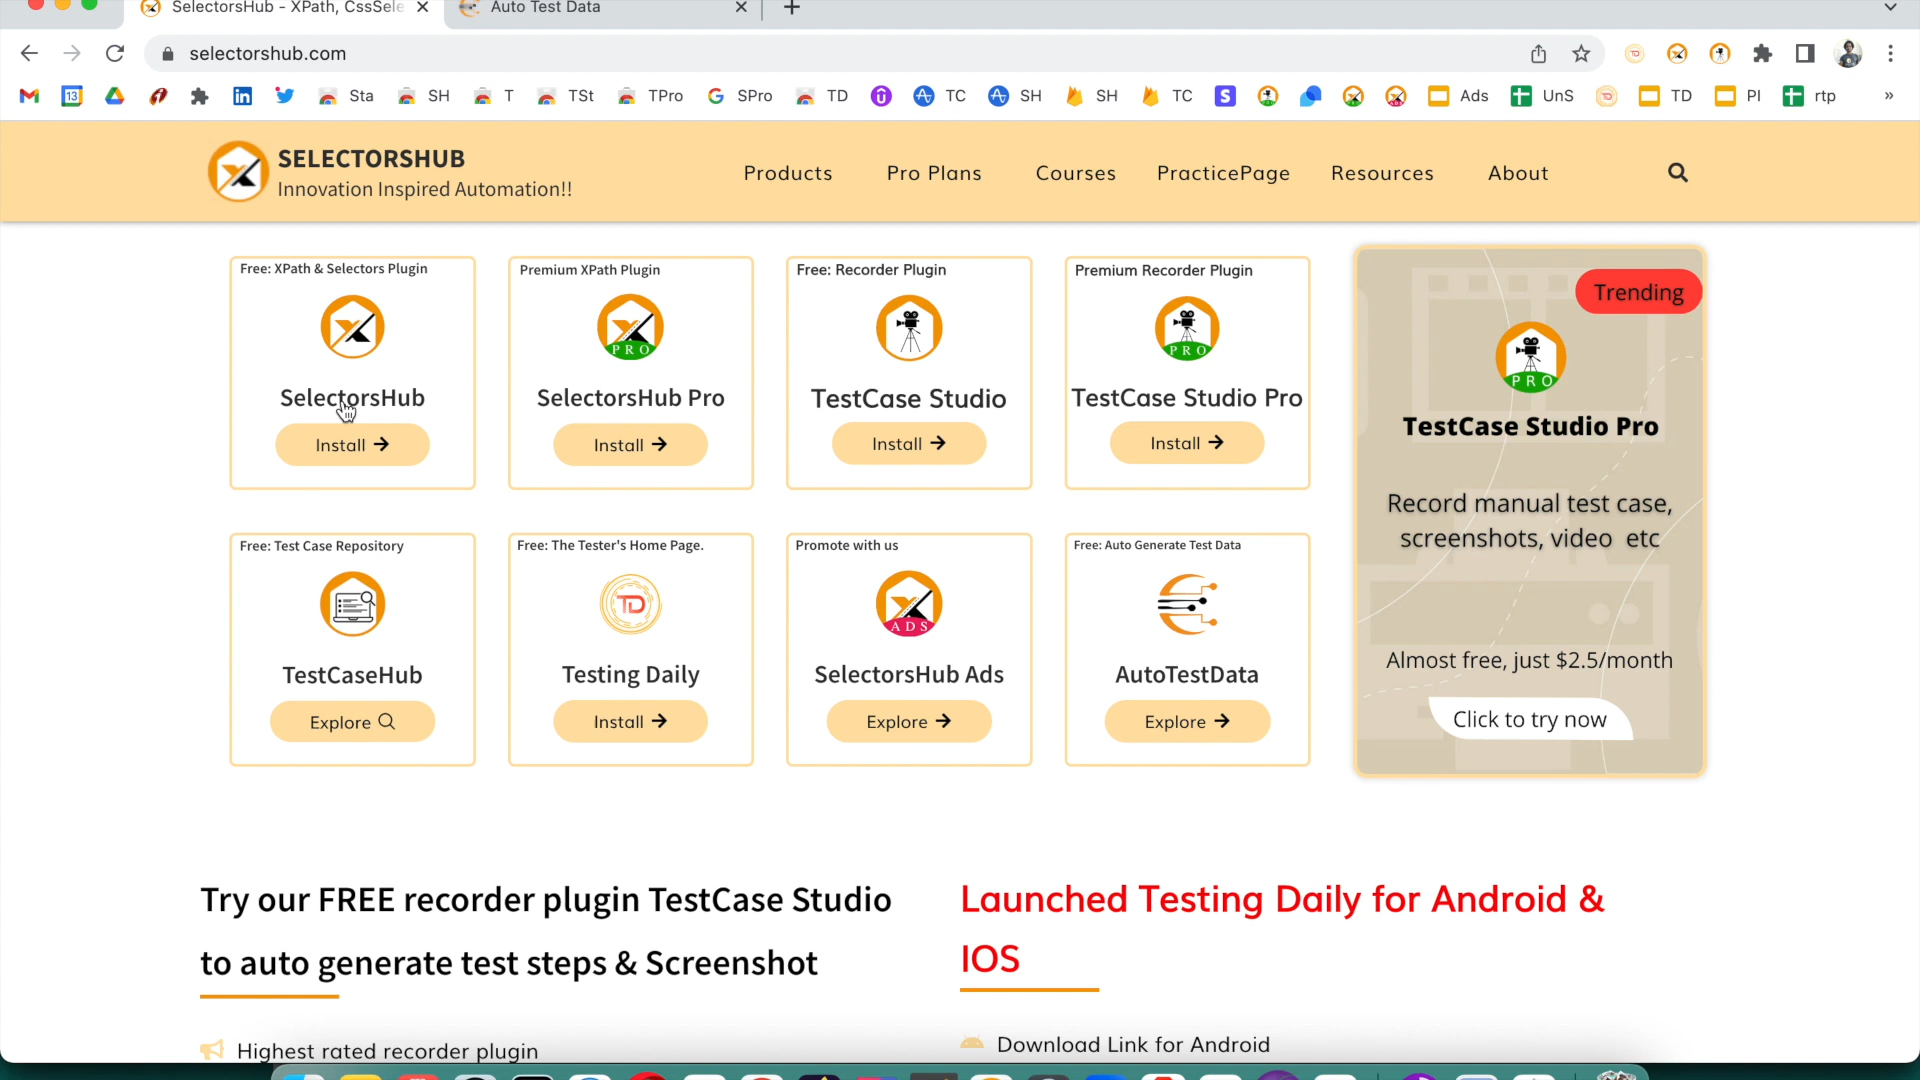 SelectorsHub - XPath, CssSele
Auto Test Data
selectorshub.com
13
Sta
SH
T
TSt
TPro
SPro
TD
TC
SH
SH
TC
Ads
UnS
TD
PI
rtp
SELECTORSHUB
Innovation Inspired Automation!!
Products
Pro Plans
Courses
PracticePage
Resources
About
Free: XPath & Selectors Plugin
SelectorsHub
Install →
Premium XPath Plugin
PRO
SelectorsHub Pro
Install →
Free: Recorder Plugin
TestCase Studio
Install →
Premium Recorder Plugin
PRO
TestCase Studio Pro
Install →
Trending
PRO
TestCase Studio Pro
Record manual test case,
screenshots, video etc
Almost free, just $2.5/month
Click to try now
Free: Test Case Repository
TestCaseHub
Explore
Free: The Tester's Home Page.
TD
Testing Daily
Install →
Promote with us
ADS
SelectorsHub Ads
Explore →
Free: Auto Generate Test Data
AutoTestData
Explore →
Try our FREE recorder plugin TestCase Studio
to auto generate test steps & Screenshot
Highest rated recorder plugin
Launched Testing Daily for Android &
IOS
Download Link for Android